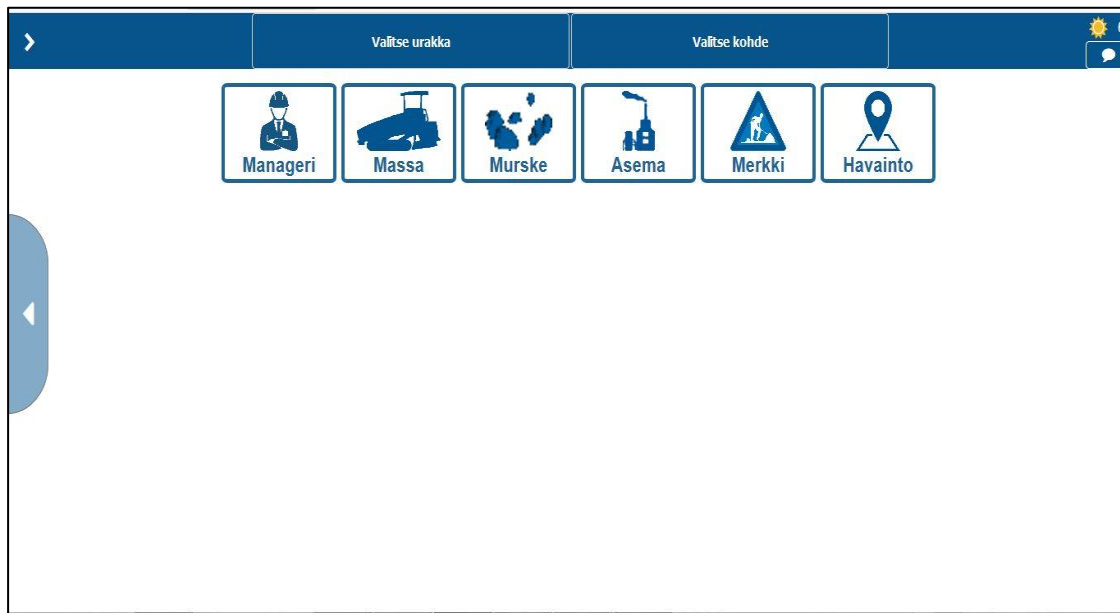 Valitse urakka
Valitse kohde
Manageri
Massa
Murske
Asema
Merkki
Havainto